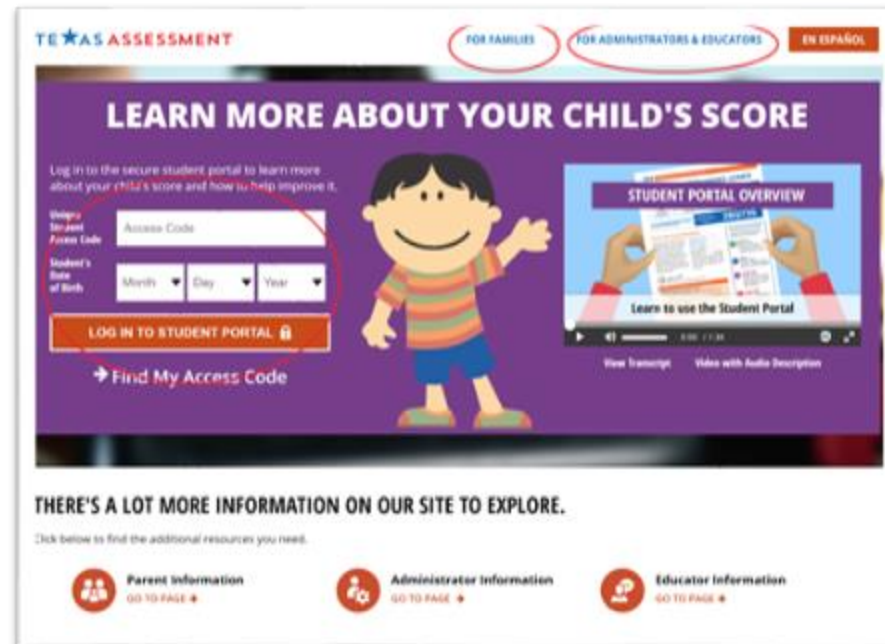 TEXAS ASSESSMENT
FOR FAMILIES
FOR ADMINISTRATORS & EDUCATORS
EN ESPAÑOL
LEARN MORE ABOUT YOUR CHILD'S SCORE
Log in to the secure student portal to learn more
about your child's score and how to help improve it.
Unique
Student
Access Code
Access Code
Student's
Date
of Birth
Month
Day
Year
LOG IN TO STUDENT PORTAL
Find My Access Code
STUDENT PORTAL OVERVIEW
Learn to use the Student Portal
View Transcript
Video with Audio Description
THERE'S A LOT MORE INFORMATION ON OUR SITE TO EXPLORE.
Click below to find the additional resources you need.
Parent Information
GO TO PAGE
Administrator Information
GO TO PAGE
Educator Information
GO TO PAGE